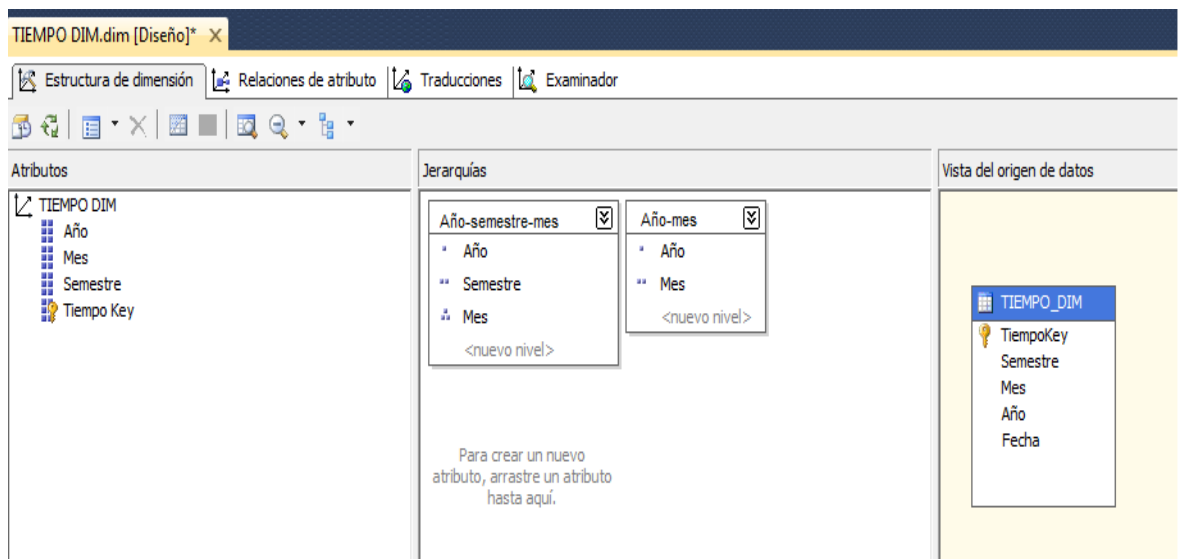 TIEMPO DIM.dim [Diseño]* X
Estructura de dimensión Relaciones de atributo Traducciones Examinador
Atributos
TIEMPO DIM
Año
Mes
Semestre
Tiempo Key
Jerarquías
Año-semestre-mes
Año
Semestre
Mes
<nuevo nivel>
Año-mes
Año
Mes
<nuevo nivel>
Para crear un nuevo
atributo, arrastre un atributo
hasta aquí.
Vista del origen de datos
TIEMPO_DIM
TiempoKey
Semestre
Mes
Año
Fecha